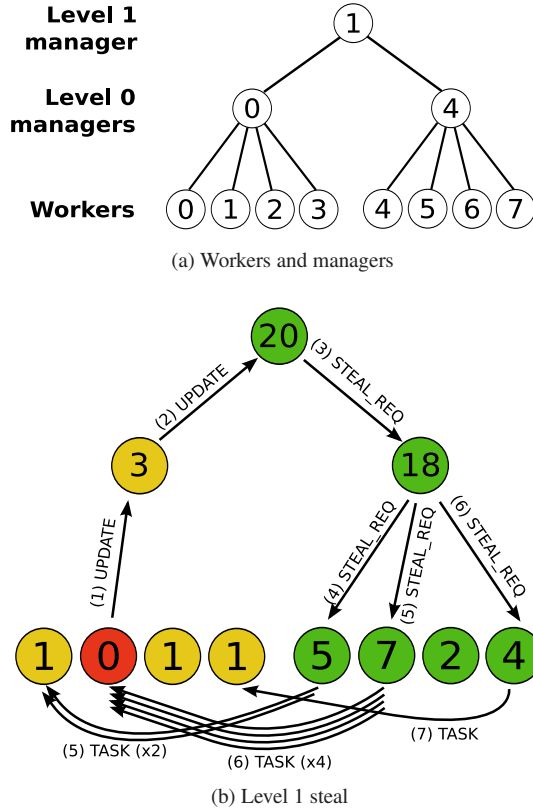 Level 1
manager
1
Level 0
managers
0
4
Workers
0 1 2 3 4 5 6 7
(a) Workers and managers
20
(2) UPDATE
(3) STEAL_REQ
3
18
(1) UPDATE
(4) STEAL_REQ
(5) STEAL_REQ
(6) STEAL_REQ
1 0 1 1 5 7 2 4
(5) TASK (x2)
(6) TASK (x4)
(7) TASK
(b) Level 1 steal